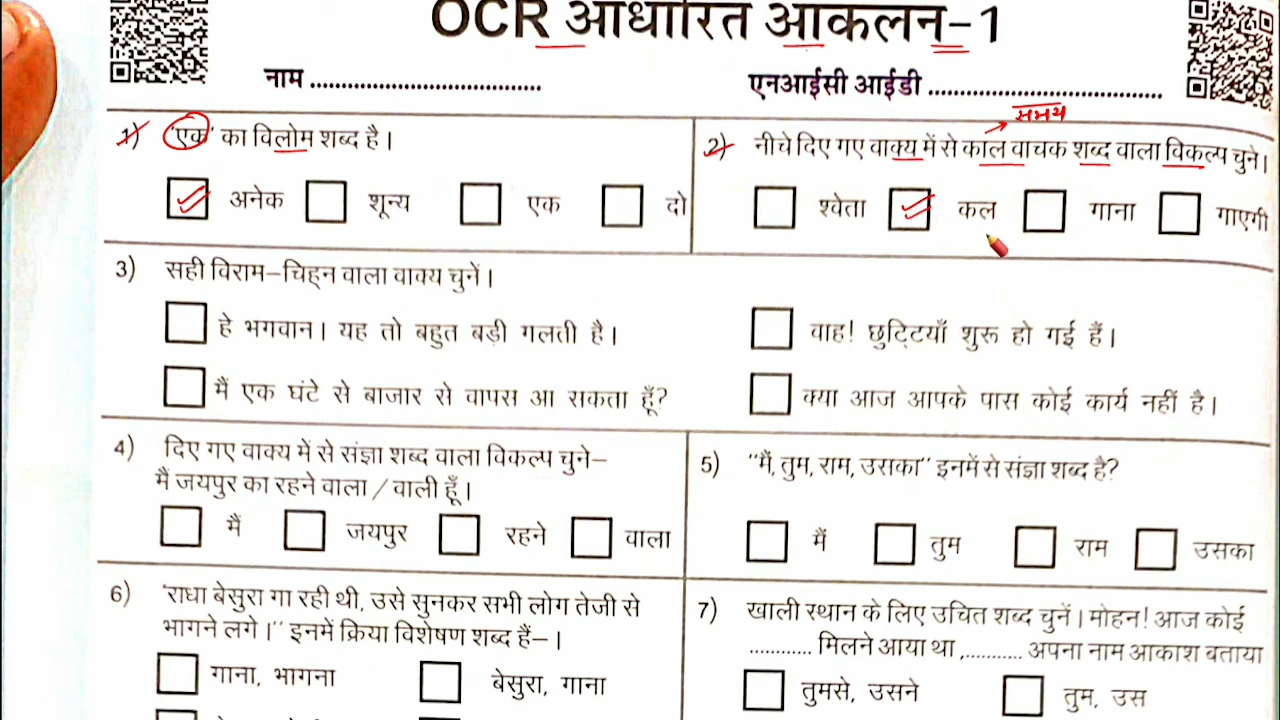 OCR आधारित आकलन-1
नाम ........................................ एनआईसी आईडी ........................................
समय
1) 'एक' का विलोम शब्द है।
अनेक शून्य एक दो
2) नीचे दिए गए वाक्य में से काल वाचक शब्द वाला विकल्प चुने।
श्वेता कल गाना गाएगी
3) सही विराम-चिह्न वाला वाक्य चुनें।
हे भगवान। यह तो बहुत बड़ी गलती है। वाह! छुट्टियाँ शुरू हो गई हैं।
मैं एक घंटे से बाजार से वापस आ सकता हूँ? क्या आज आपके पास कोई कार्य नहीं है।
4) दिए गए वाक्य में से संज्ञा शब्द वाला विकल्प चुने-
मैं जयपुर का रहने वाला / वाली हूँ।
मैं जयपुर रहने वाला
5) "मैं, तुम, राम, उसका" इनमें से संज्ञा शब्द है?
मैं तुम राम उसका
6) 'राधा बेसुरा गा रही थी, उसे सुनकर सभी लोग तेजी से
भागने लगे।" इनमें क्रिया विशेषण शब्द हैं-।
गाना, भागना बेसुरा, गाना
7) खाली स्थान के लिए उचित शब्द चुनें। मोहन! आज कोई
............ मिलने आया था ,........... अपना नाम आकाश बताया
तुमसे, उसने तुम, उस